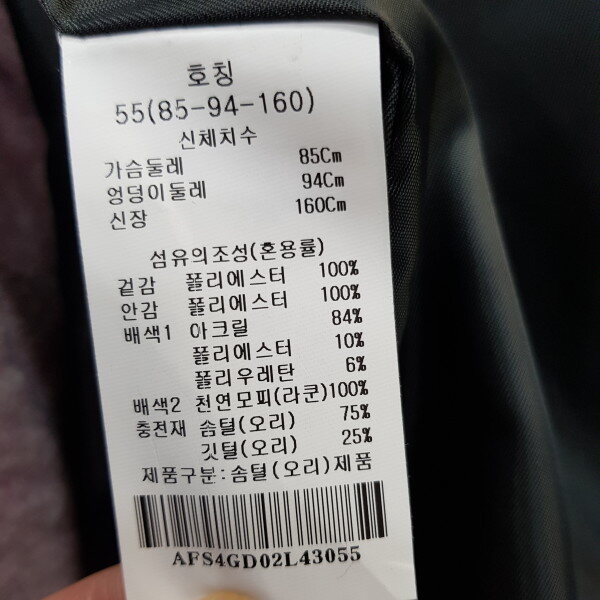 호칭
55(85-94-160)
신체치수
가슴둘레 85Cm
엉덩이둘레 94Cm
신장 160Cm
섬유의조성(혼용률)
겉감 폴리에스터 100%
안감 폴리에스터 100%
배색1 아크릴 84%
폴리에스터 10%
폴리우레탄 6%
배색2 천연모피(라쿤)100%
충전재 솜털(오리) 75%
깃털(오리) 25%
제품구분:솜털(오리)제품
AFS4GD02L43055